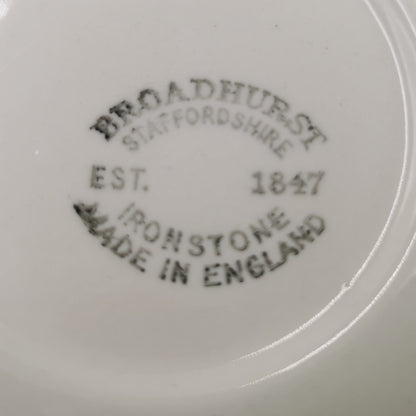 BROADHURST
STAFFORDSHIRE
EST. 1847
IRONSTONE
MADE IN ENGLAND